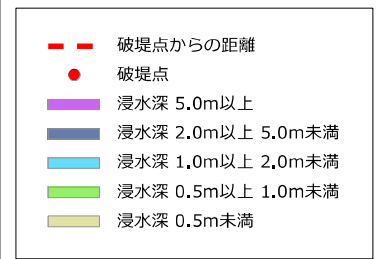 破堤点からの距離
破堤点
浸水深 5.0m以上
浸水深 2.0m以上 5.0m未満
浸水深 1.0m以上 2.0m未満
浸水深 0.5m以上 1.0m未満
浸水深 0.5m未満